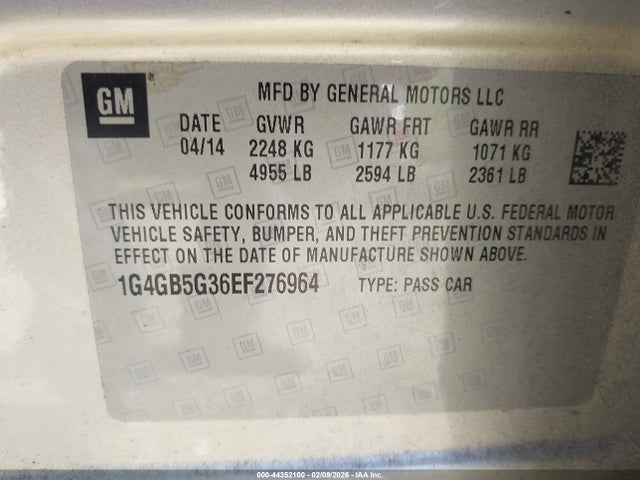 GM
MFD BY GENERAL MOTORS LLC
DATE GVWR GAWR FRT GAWR RR
04/14 2248 KG 1177 KG 1071 KG
4955 LB 2594 LB 2361 LB
THIS VEHICLE CONFORMS TO ALL APPLICABLE U.S. FEDERAL MOTOR
VEHICLE SAFETY, BUMPER, AND THEFT PREVENTION STANDARDS IN
EFFECT ON THE DATE OF MANUFACTURE SHOWN ABOVE.
1G4GB5G36EF276964 TYPE: PASS CAR
000-44352100 - 02/09/2026 - IAAI.CA